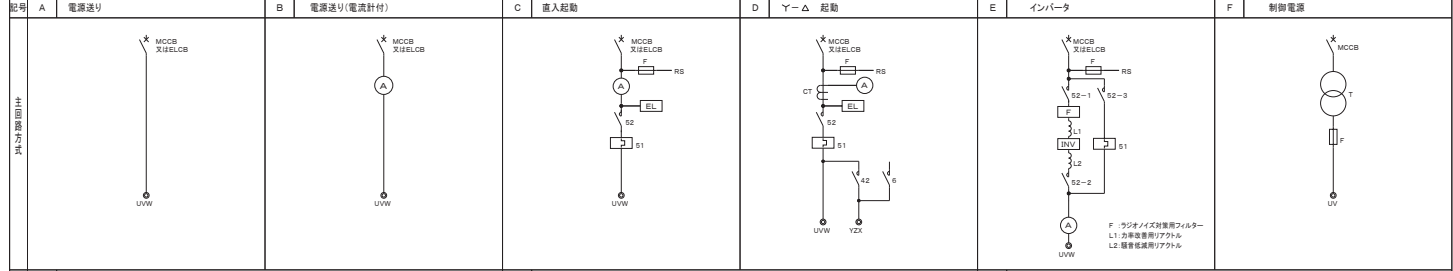 記号 A 電源送り B 電源送り(電流計付) C 直入起動 D Y－Δ 起動 E インバータ F 制御電源
主回路方式
MCCB
又はELCB
UVW
MCCB
又はELCB
A
UVW
MCCB
又はELCB
F
RS
A
EL
52
51
UVW
MCCB
又はELCB
F
RS
CT
A
EL
52
51
42
6
UVW
YZX
MCCB
又はELCB
F
RS
52－1
52－3
F
L1
INV
51
L2
52－2
A
UVW
F :ラジオノイズ対策用フィルター
L1:力率改善用リアクトル
L2:騒音低減用リアクトル
MCCB
T
F
UV